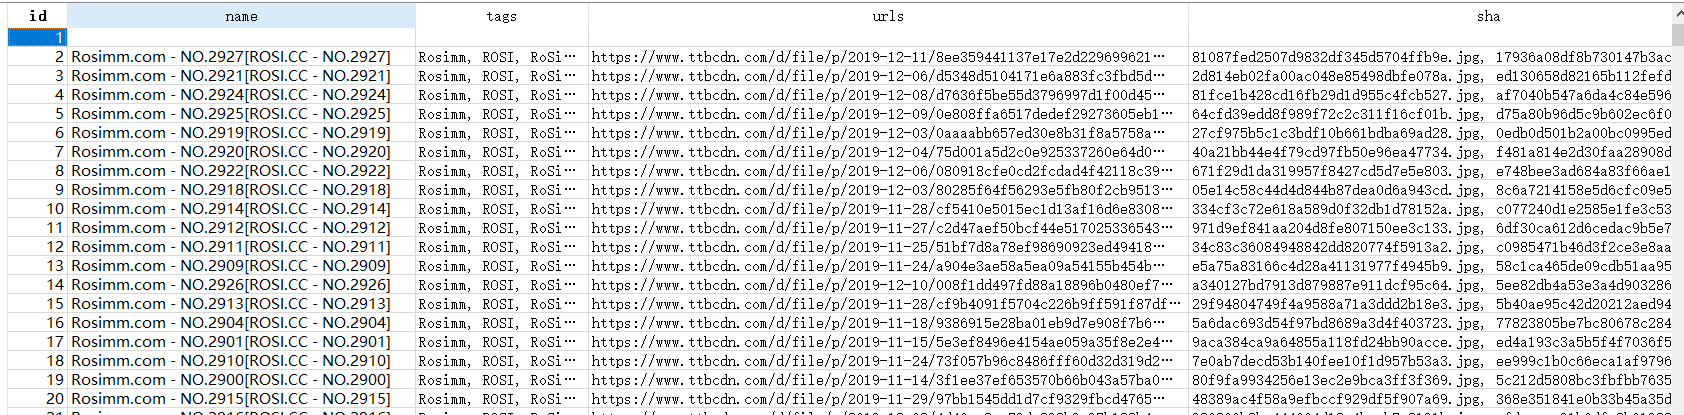 id name tags urls sha
1
2 Rosimm.com - NO.2927[ROSI.CC - NO.2927] Rosimm, ROSI, RoSi… https://www.ttbcdn.com/d/file/p/2019-12-11/8ee359441137e17e2d229699621… 81087fed2507d9832df345d5704ffb9e.jpg, 17936a08df8b730147b3ac
3 Rosimm.com - NO.2921[ROSI.CC - NO.2921] Rosimm, ROSI, RoSi… https://www.ttbcdn.com/d/file/p/2019-12-06/d5348d5104171e6a883fc3fbd5d… 2d814eb02fa00ac048e85498dbfe078a.jpg, ed130658d82165b112fefd
4 Rosimm.com - NO.2924[ROSI.CC - NO.2924] Rosimm, ROSI, RoSi… https://www.ttbcdn.com/d/file/p/2019-12-08/d7636f5be55d3796997d1f00d45… 81fce1b428cd16fb29d1d955c4fcb527.jpg, af7040b547a6da4c84e596
5 Rosimm.com - NO.2925[ROSI.CC - NO.2925] Rosimm, ROSI, RoSi… https://www.ttbcdn.com/d/file/p/2019-12-09/0e808ffa6517dedef29273605eb1… 64cfd39edd8f989f72c2c311f16cf01b.jpg, d75a80b96d5c9b602ec6f0
6 Rosimm.com - NO.2919[ROSI.CC - NO.2919] Rosimm, ROSI, RoSi… https://www.ttbcdn.com/d/file/p/2019-12-03/0aaaabb657ed30e8b31f8a5758a… 27cf975b5c1c3bdf10b661bdba69ad28.jpg, 0edb0d501b2a00bc0995ed
7 Rosimm.com - NO.2920[ROSI.CC - NO.2920] Rosimm, ROSI, RoSi… https://www.ttbcdn.com/d/file/p/2019-12-04/75d001a5d2c0e925337260e64d0… 40a21bb44e4f79cd97fb50e96ea47734.jpg, f481a814e2d30faa28908d
8 Rosimm.com - NO.2922[ROSI.CC - NO.2922] Rosimm, ROSI, RoSi… https://www.ttbcdn.com/d/file/p/2019-12-06/080918cfe0cd2fcdad4f42118c39… 671f29d1da319957f8427cd5d7e5e803.jpg, e748bee3ad684a83f66ae1
9 Rosimm.com - NO.2918[ROSI.CC - NO.2918] Rosimm, ROSI, RoSi… https://www.ttbcdn.com/d/file/p/2019-12-03/80285f64f56293e5fb80f2cb9513… 05e14c58c44d4d844b87dea0d6a943cd.jpg, 8c6a7214158e5d6cfc09e5
10 Rosimm.com - NO.2914[ROSI.CC - NO.2914] Rosimm, ROSI, RoSi… https://www.ttbcdn.com/d/file/p/2019-11-28/cf5410e5015ec1d13af16d6e8308… 334cf3c72e618a589d0f32db1d78152a.jpg, c077240d1e2585e1fe3c53
11 Rosimm.com - NO.2912[ROSI.CC - NO.2912] Rosimm, ROSI, RoSi… https://www.ttbcdn.com/d/file/p/2019-11-27/c2d47aef50bcf44e517025336543… 971d9ef841aa204d8fe807150ee3c133.jpg, 6df30ca612d6cedac9b5e7
12 Rosimm.com - NO.2911[ROSI.CC - NO.2911] Rosimm, ROSI, RoSi… https://www.ttbcdn.com/d/file/p/2019-11-25/51bf7d8a78ef98690923ed49418… 34c83c36084948842dd820774f5913a2.jpg, c0985471b46d3f2ce3e8aa
13 Rosimm.com - NO.2909[ROSI.CC - NO.2909] Rosimm, ROSI, RoSi… https://www.ttbcdn.com/d/file/p/2019-11-24/a904e3ae58a5ea09a54155b454b… e5a75a83166c4d28a41131977f4945b9.jpg, 58c1ca465de09cdb51aa95
14 Rosimm.com - NO.2926[ROSI.CC - NO.2926] Rosimm, ROSI, RoSi… https://www.ttbcdn.com/d/file/p/2019-12-10/008f1dd497fd88a18896b0480ef7… a340127bd7913d879887e911dcf95c64.jpg, 5ee82db4a53e3a4d903286
15 Rosimm.com - NO.2913[ROSI.CC - NO.2913] Rosimm, ROSI, RoSi… https://www.ttbcdn.com/d/file/p/2019-11-28/cf9b4091f5704c226b9ff591f87df… 29f94804749f4a9588a71a3ddd2b18e3.jpg, 5b40ae95c42d20212aed94
16 Rosimm.com - NO.2904[ROSI.CC - NO.2904] Rosimm, ROSI, RoSi… https://www.ttbcdn.com/d/file/p/2019-11-18/9386915e28ba01eb9d7e908f7b6… 5a6dac693d54f97bd8689a3d4f403723.jpg, 77823805be7bc80678c284
17 Rosimm.com - NO.2901[ROSI.CC - NO.2901] Rosimm, ROSI, RoSi… https://www.ttbcdn.com/d/file/p/2019-11-15/5e3ef8496e4154ae059a35f8e2e4… 9aca384ca9a64855a118fd24bb90acce.jpg, ed4a193c3a5b5f4f7036f5
18 Rosimm.com - NO.2910[ROSI.CC - NO.2910] Rosimm, ROSI, RoSi… https://www.ttbcdn.com/d/file/p/2019-11-24/73f057b96c8486fff60d32d319d2… 7e0ab7decd53b140fee10f1d957b53a3.jpg, ee999c1b0c66eca1af9796
19 Rosimm.com - NO.2900[ROSI.CC - NO.2900] Rosimm, ROSI, RoSi… https://www.ttbcdn.com/d/file/p/2019-11-14/3f1ee37ef653570b66b043a57ba0… 80f9fa9934256e13ec2e9bca3ff3f369.jpg, 5c212d5808bc3fbfbb7635
20 Rosimm.com - NO.2915[ROSI.CC - NO.2915] Rosimm, ROSI, RoSi… https://www.ttbcdn.com/d/file/p/2019-11-29/97bb1545dd1d7cf9329fbcd4765… 48389ac4f58a9efbccf929df5f907a69.jpg, 368e351841e0b33b45a35d